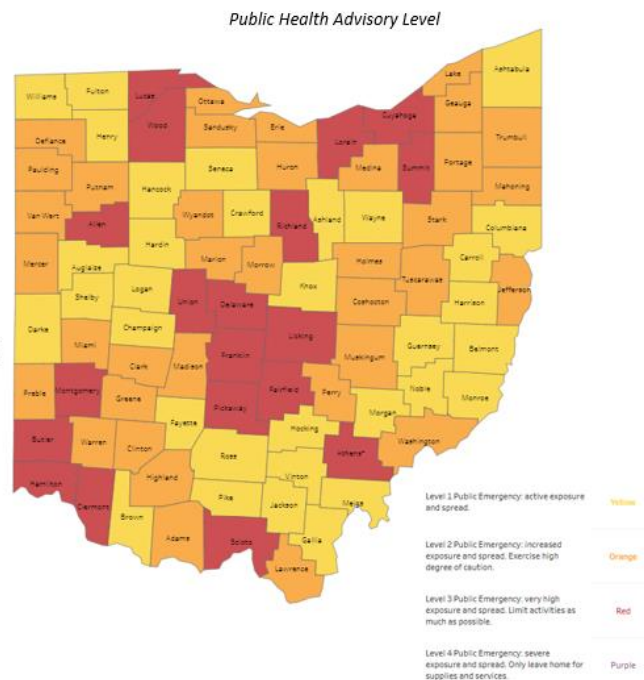 Public Health Advisory Level
Ashtabula
Lake
Williams
Fulton
Lucas
Ottawa
Cuyahoga
Geauga
Wood
Henry
Sandusky
Erie
Lorain
Trumbull
Defiance
Huron
Medina
Summit
Portage
Paulding
Seneca
Putnam
Hancock
Mahoning
Van Wert
Allen
Wyandot
Crawford
Richland
Ashland
Wayne
Stark
Columbiana
Hardin
Mercer
Auglaize
Marion
Morrow
Holmes
Carroll
Tuscarawas
Logan
Shelby
Union
Delaware
Knox
Coshocton
Harrison
Jefferson
Darke
Champaign
Licking
Miami
Franklin
Muskingum
Guernsey
Belmont
Clark
Madison
Preble
Montgomery
Greene
Fairfield
Perry
Noble
Monroe
Pickaway
Fayette
Morgan
Butler
Warren
Clinton
Hocking
Athens*
Washington
Ross
Hamilton
Clermont
Highland
Vinton
Pike
Jackson
Meigs
Brown
Adams
Scioto
Gallia
Lawrence
Level 1 Public Emergency: active exposure
and spread.
Yellow
Level 2 Public Emergency: increased
exposure and spread. Exercise high
degree of caution.
Orange
Level 3 Public Emergency: very high
exposure and spread. Limit activities as
much as possible.
Red
Level 4 Public Emergency: severe
exposure and spread. Only leave home for
supplies and services.
Purple